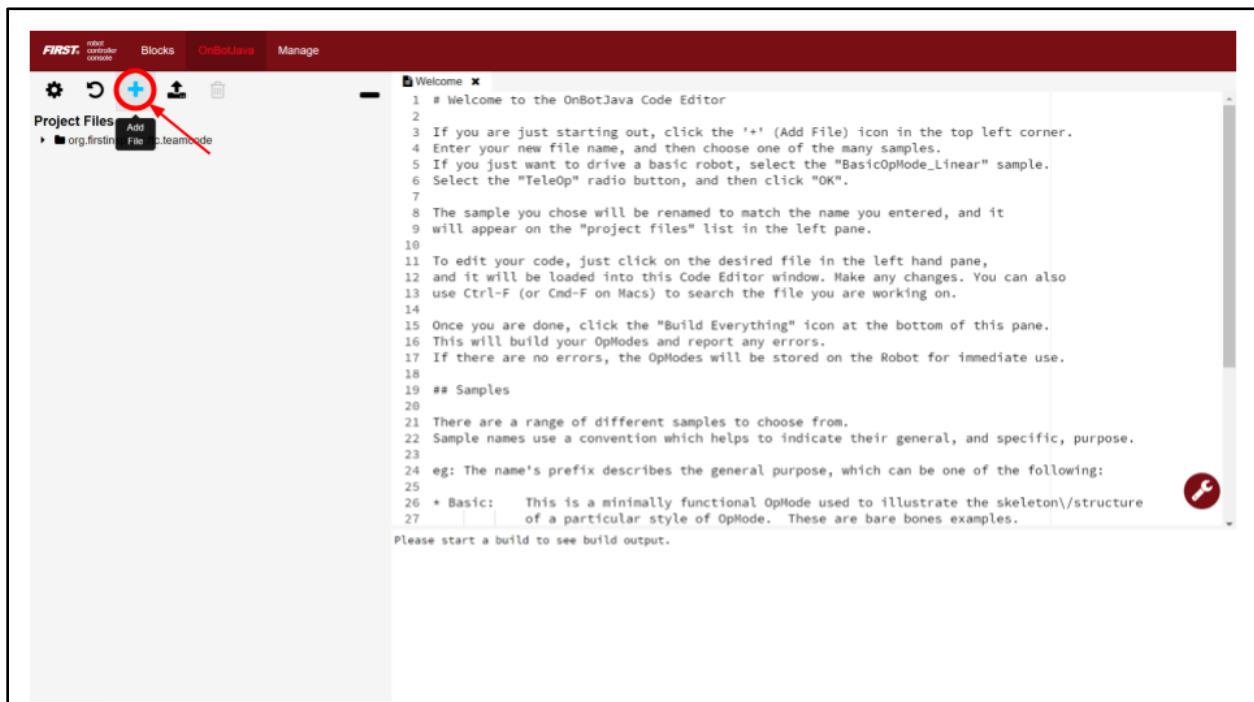 FIRST. robot controller console Blocks OnBotJava Manage
Welcome
Project Files
Add File
org.firstin c.teamcode
1 # Welcome to the OnBotJava Code Editor
2
3 If you are just starting out, click the '+' (Add File) icon in the top left corner.
4 Enter your new file name, and then choose one of the many samples.
5 If you just want to drive a basic robot, select the "BasicOpMode_Linear" sample.
6 Select the "TeleOp" radio button, and then click "OK".
7
8 The sample you chose will be renamed to match the name you entered, and it
9 will appear on the "project files" list in the left pane.
10
11 To edit your code, just click on the desired file in the left hand pane,
12 and it will be loaded into this Code Editor window. Make any changes. You can also
13 use Ctrl-F (or Cmd-F on Macs) to search the file you are working on.
14
15 Once you are done, click the "Build Everything" icon at the bottom of this pane.
16 This will build your OpModes and report any errors.
17 If there are no errors, the OpModes will be stored on the Robot for immediate use.
18
19 ## Samples
20
21 There are a range of different samples to choose from.
22 Sample names use a convention which helps to indicate their general, and specific, purpose.
23
24 eg: The name's prefix describes the general purpose, which can be one of the following:
25
26 * Basic: This is a minimally functional OpMode used to illustrate the skeleton\/structure
27 of a particular style of OpMode. These are bare bones examples.
Please start a build to see build output.